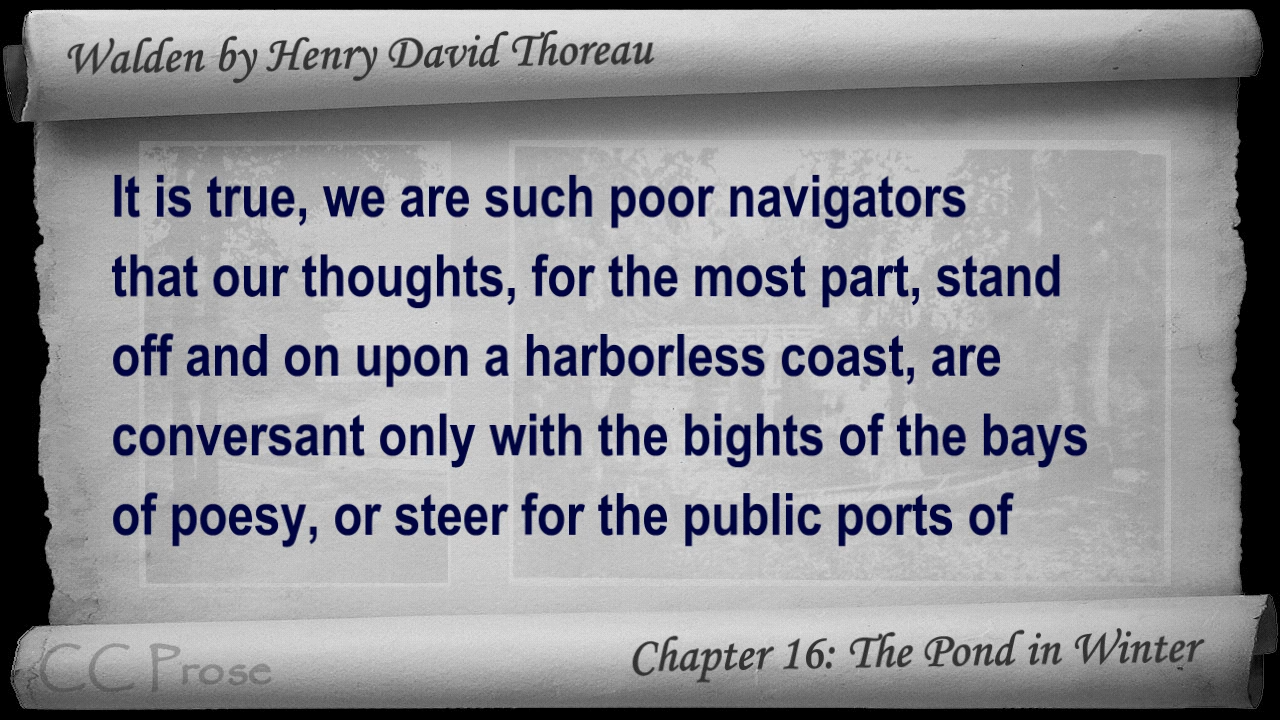 Walden by Henry David Thoreau
It is true, we are such poor navigators
that our thoughts, for the most part, stand
off and on upon a harborless coast, are
conversant only with the bights of the bays
of poesy, or steer for the public ports of
CC Prose
Chapter 16: The Pond in Winter